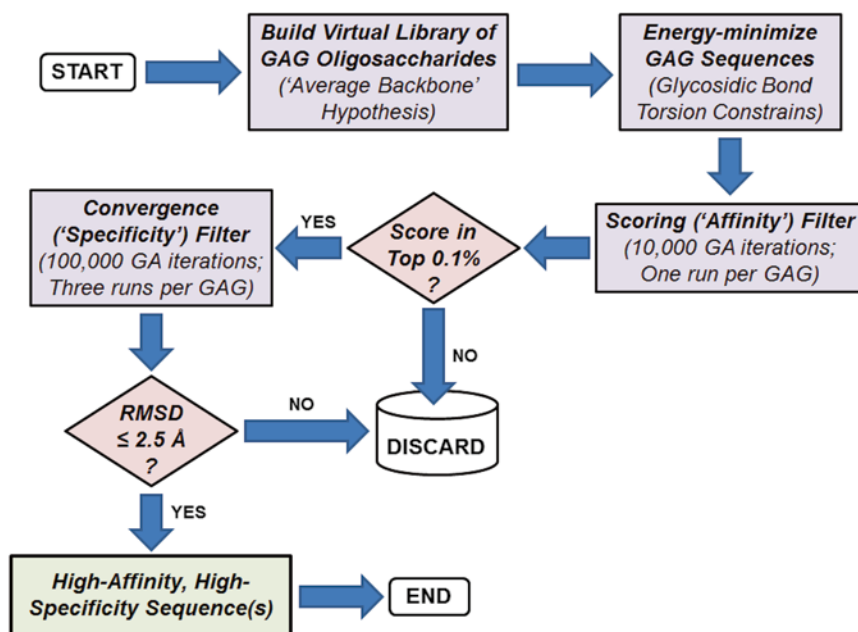 START
Build Virtual Library of
GAG Oligosaccharides
(‘Average Backbone’
Hypothesis)
Energy-minimize
GAG Sequences
(Glycosidic Bond
Torsion Constrains)
Scoring (‘Affinity’) Filter
(10,000 GA iterations;
One run per GAG)
Score in
Top 0.1%
?
YES
NO
Convergence
(‘Specificity’) Filter
(100,000 GA iterations;
Three runs per GAG)
RMSD
≤ 2.5 Å
?
NO
DISCARD
YES
High-Affinity, High-
Specificity Sequence(s)
END